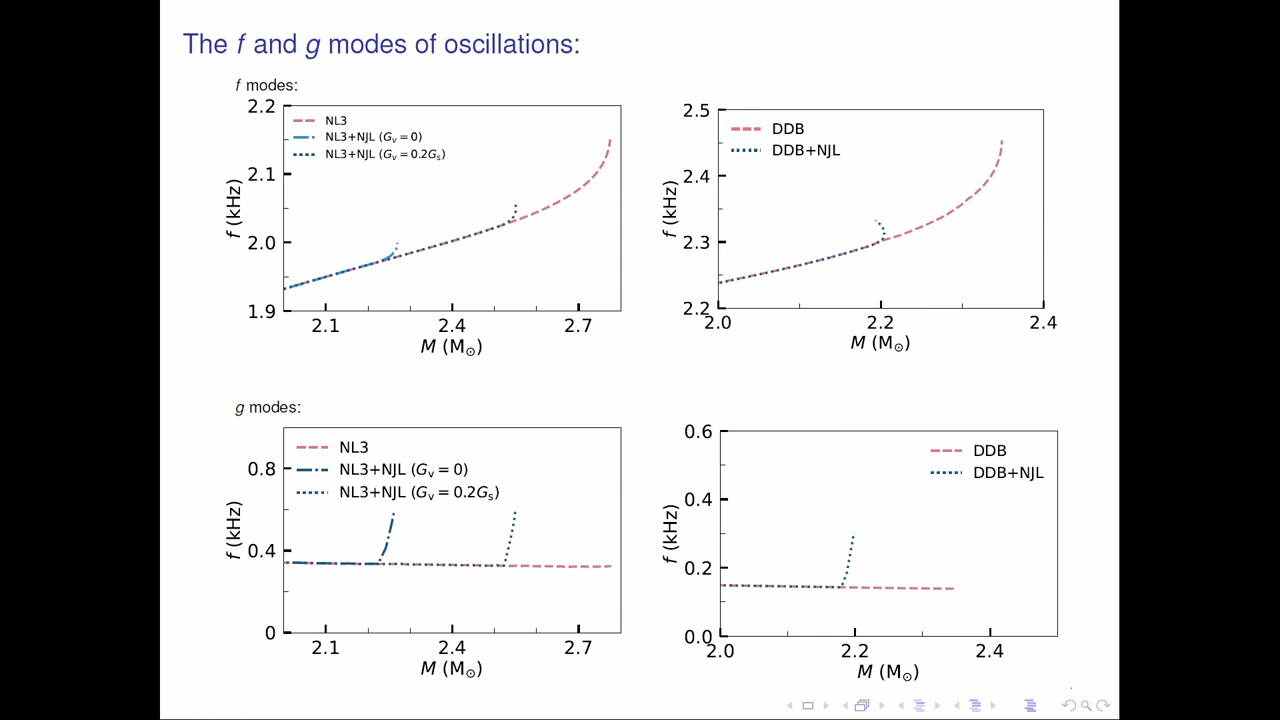 The f and g modes of oscillations:
f modes:
2.2
2.1
2.0
1.9
f (kHz)
NL3
NL3+NJL (Gv = 0)
NL3+NJL (Gv = 0.2Gs)
2.1 2.4 2.7
M (M⊙)
2.5
2.4
2.3
2.2
f (kHz)
DDB
DDB+NJL
2.0 2.2 2.4
M (M⊙)
g modes:
0.8
0.4
0
f (kHz)
NL3
NL3+NJL (Gv = 0)
NL3+NJL (Gv = 0.2Gs)
2.1 2.4 2.7
M (M⊙)
0.6
0.4
0.2
0.0
f (kHz)
DDB
DDB+NJL
2.0 2.2 2.4
M (M⊙)